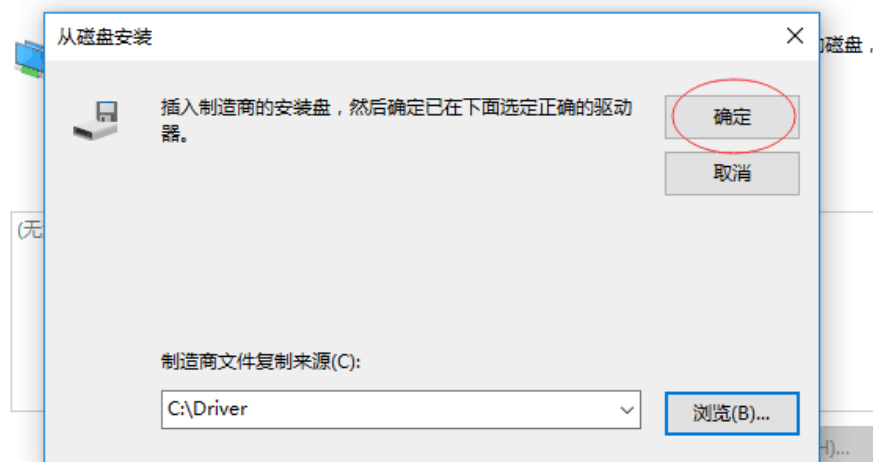 从磁盘安装
磁盘，
插入制造商的安装盘，然后确定已在下面选定正确的驱动
器。
确定
取消
(无
制造商文件复制来源(C):
C:\Driver
浏览(B)...
H)...